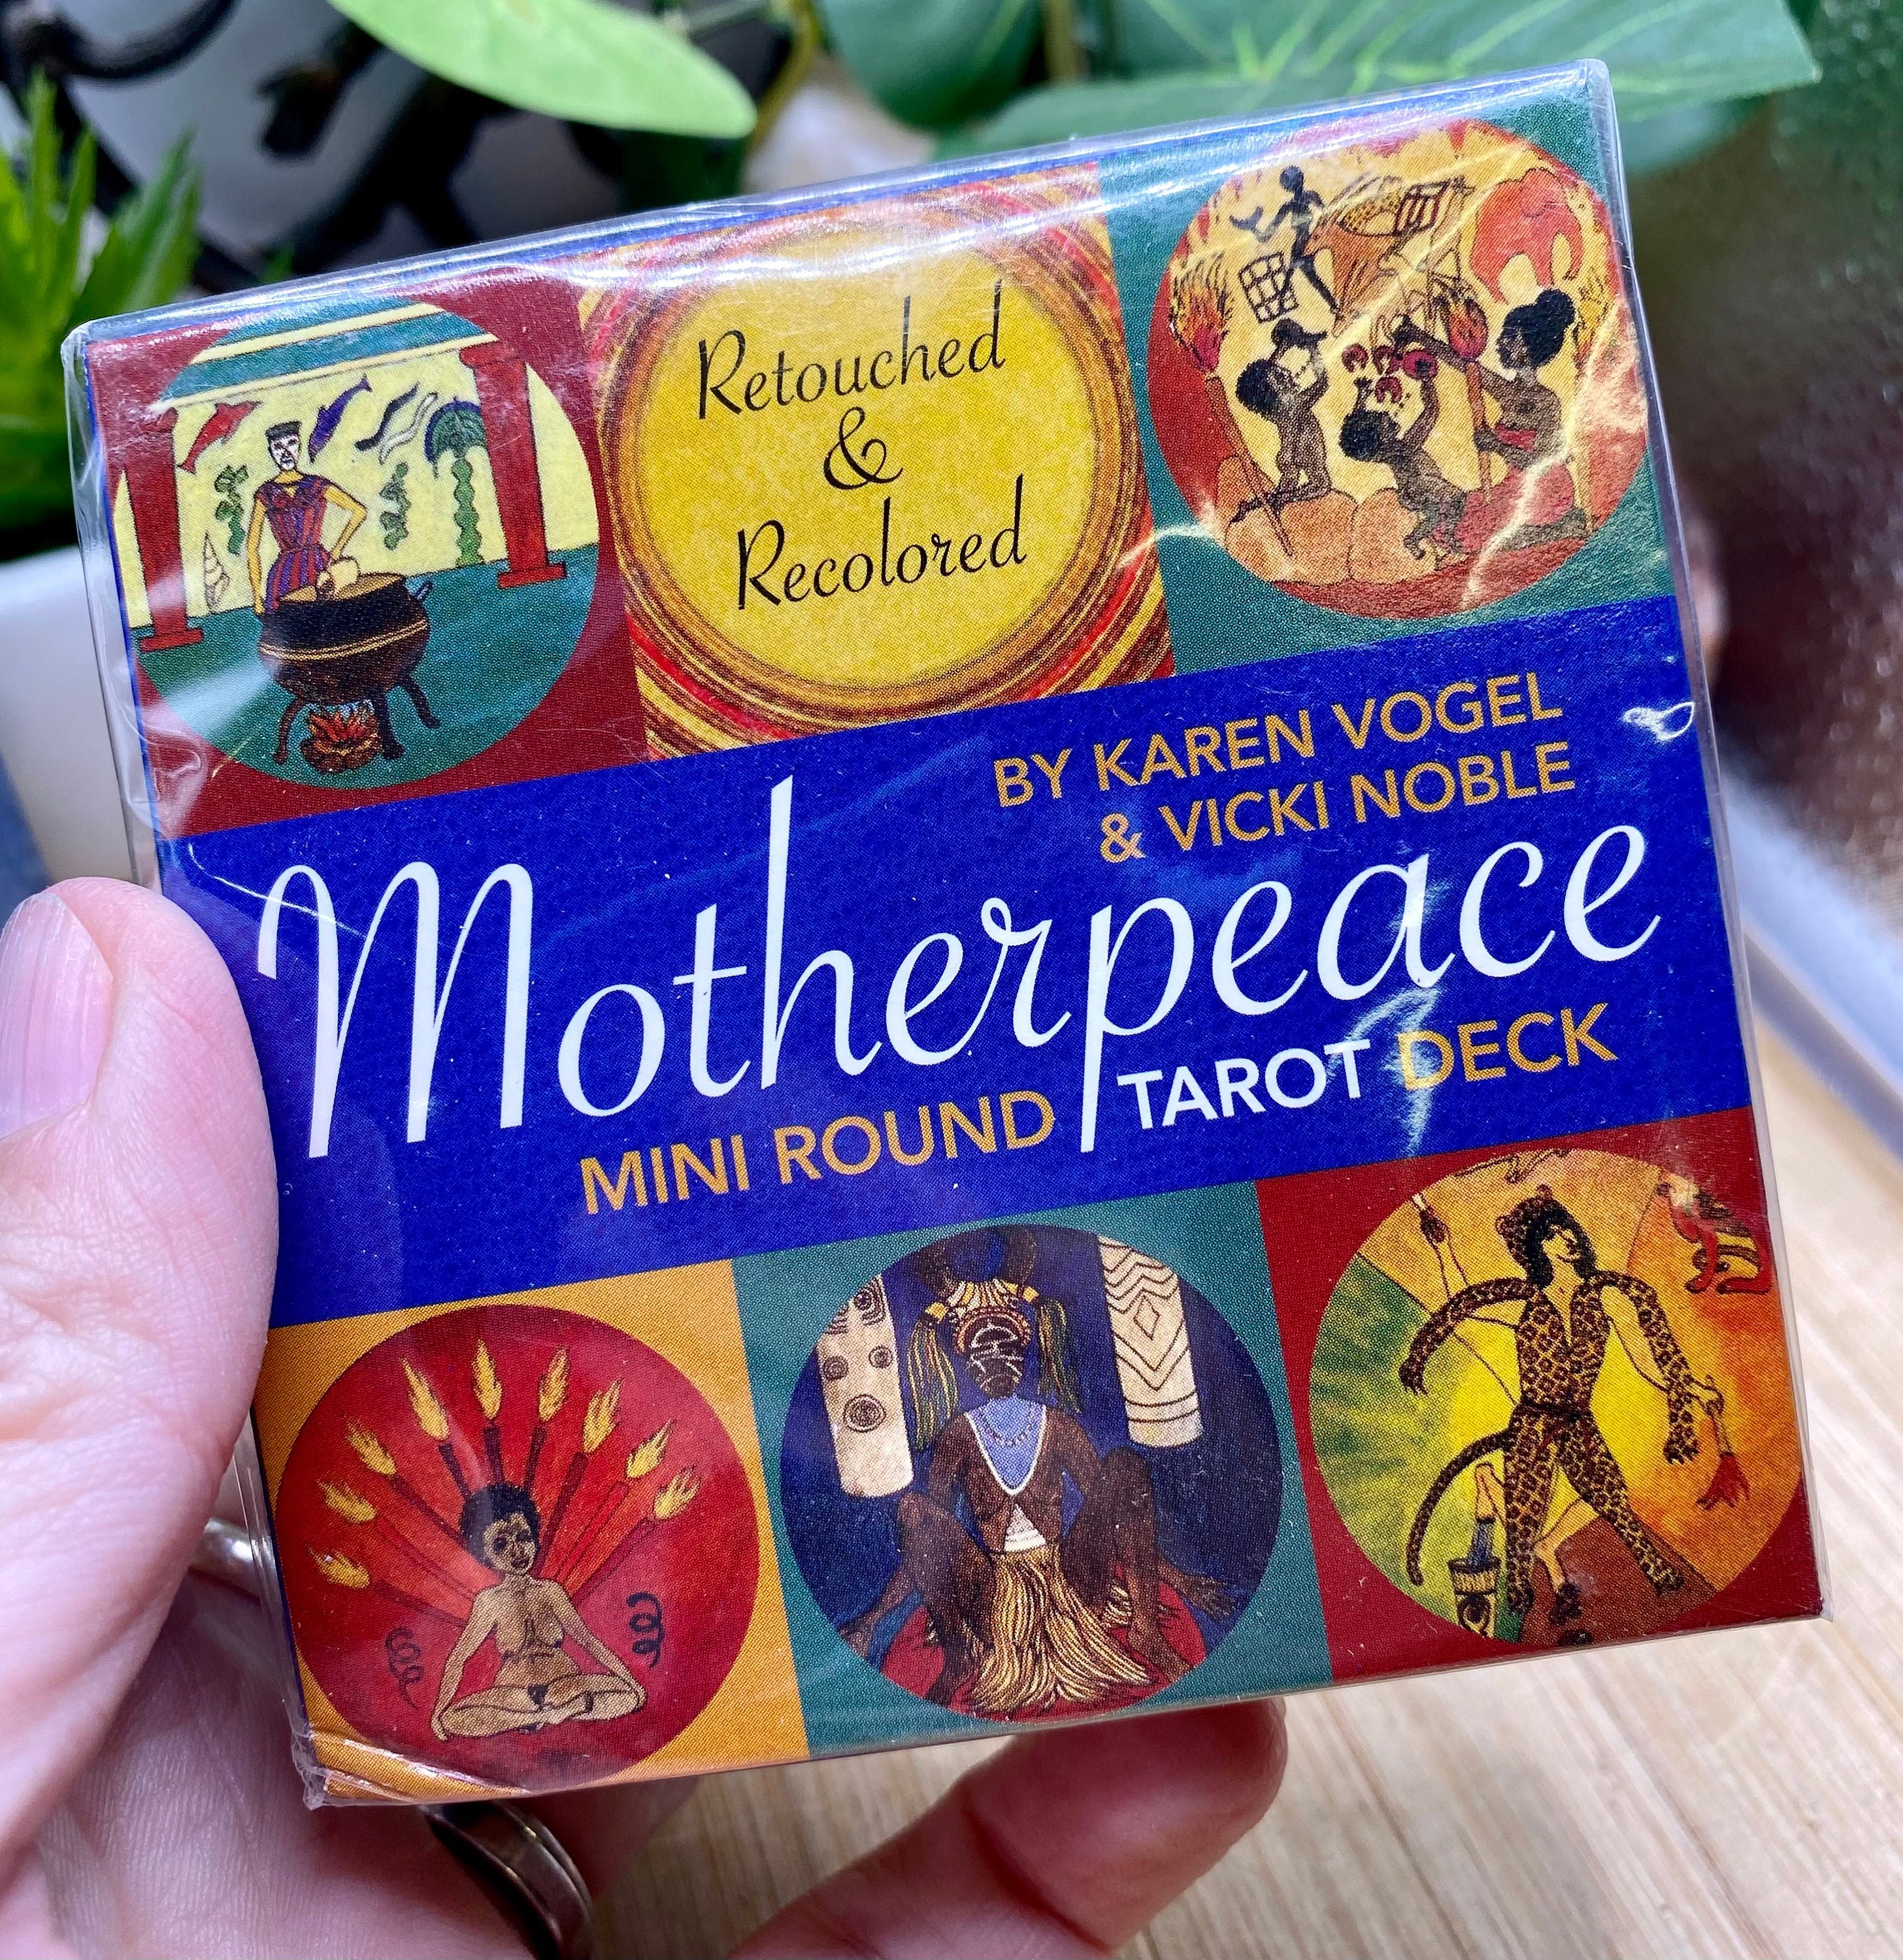 Retouched
&
Recolored
BY KAREN VOGEL
& VICKI NOBLE
Motherpeace
MINI ROUND TAROT DECK